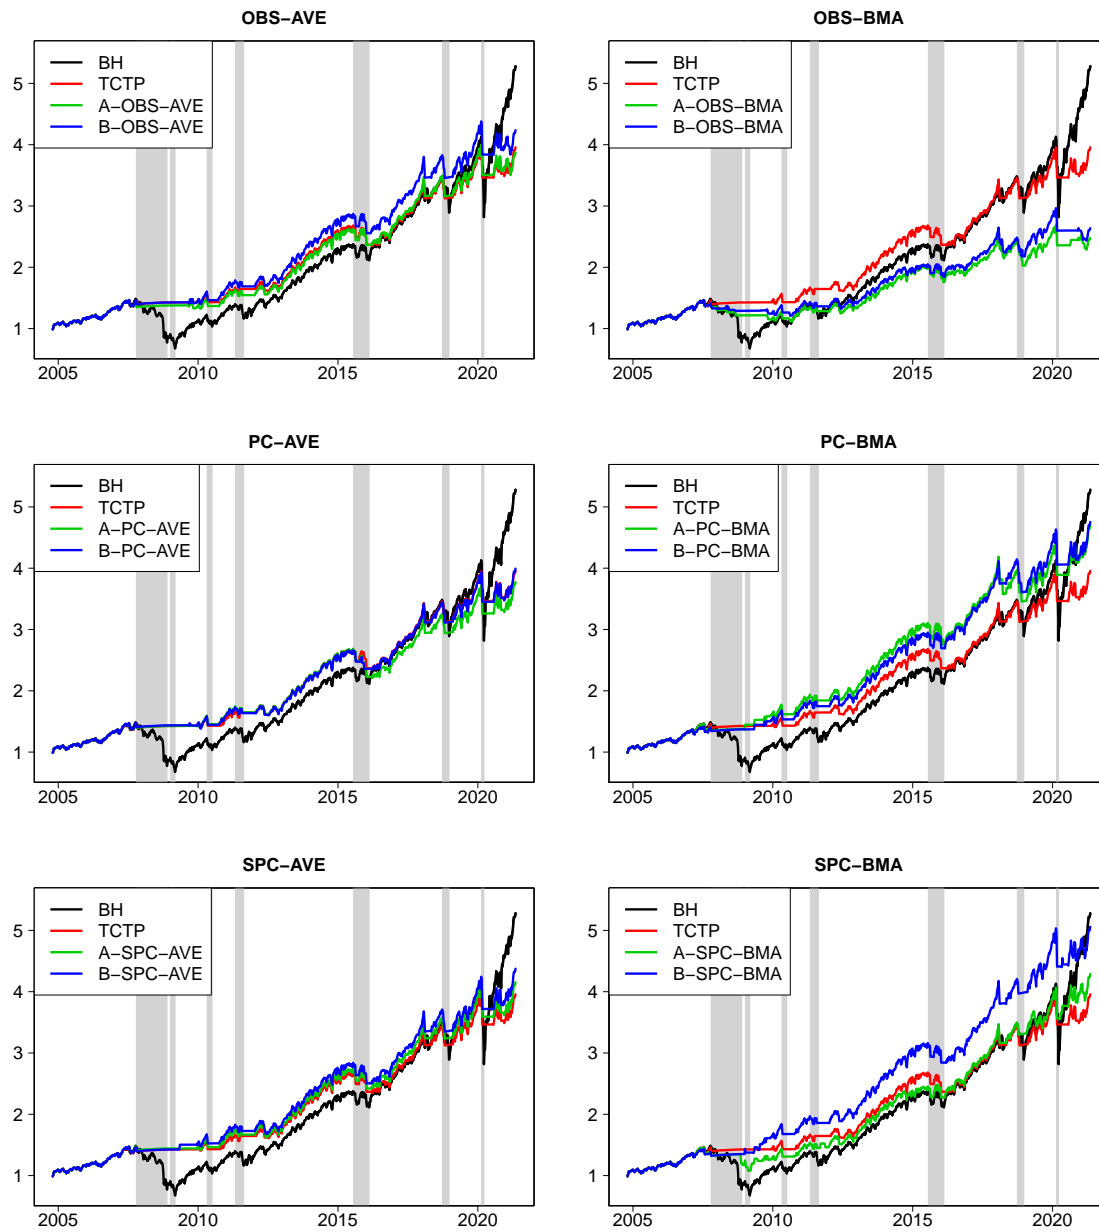 OBS−AVE
BH
TCTP
A−OBS−AVE
B−OBS−AVE
5
4
3
2
1
2005 2010 2015 2020
OBS−BMA
BH
TCTP
A−OBS−BMA
B−OBS−BMA
5
4
3
2
1
2005 2010 2015 2020
PC−AVE
BH
TCTP
A−PC−AVE
B−PC−AVE
5
4
3
2
1
2005 2010 2015 2020
PC−BMA
BH
TCTP
A−PC−BMA
B−PC−BMA
5
4
3
2
1
2005 2010 2015 2020
SPC−AVE
BH
TCTP
A−SPC−AVE
B−SPC−AVE
5
4
3
2
1
2005 2010 2015 2020
SPC−BMA
BH
TCTP
A−SPC−BMA
B−SPC−BMA
5
4
3
2
1
2005 2010 2015 2020